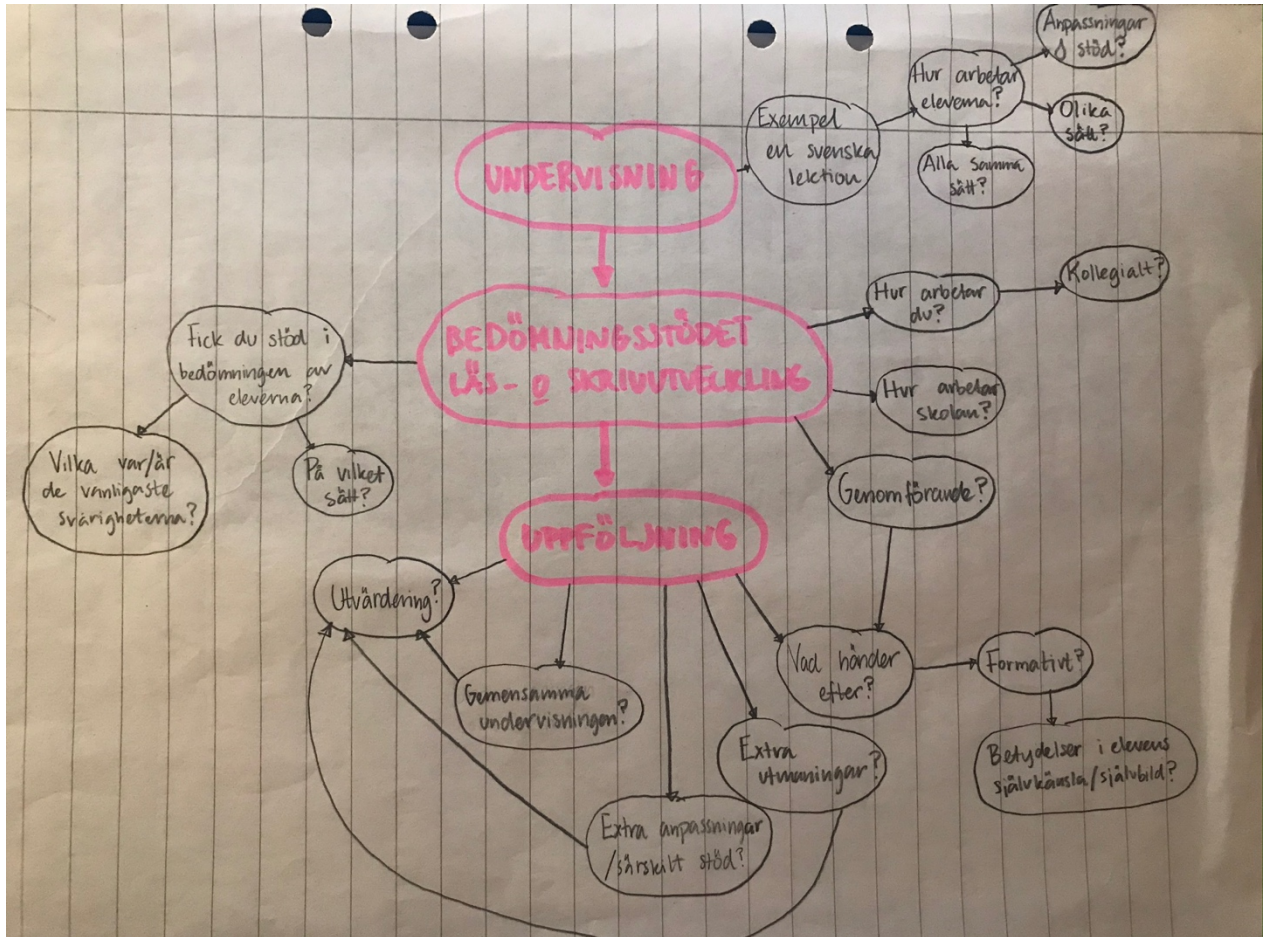 Anpassningar
& stöd?
Hur arbetar
eleverna?
Olika
sätt?
Alla samma
sätt?
Exempel
en svenska
lektion
UNDERVISNING
Kollegialt?
Hur arbetar
du?
BEDÖMNINGSSTÖDET
LÄS- o SKRIVUTVECKLING
Hur arbetar
skolan?
Fick du stöd i
bedömningen av
eleverna?
Vilka var/är
de vanligaste
svårigheterna?
På vilket
sätt?
Genomförande?
UPPFÖLJNING
Utvärdering?
Gemensamma
undervisningen?
Vad händer
efter?
Formativt?
Extra
utmaningar?
Betydelser i elevens
självkänsla/självbild?
Extra anpassningar
/särskilt stöd?